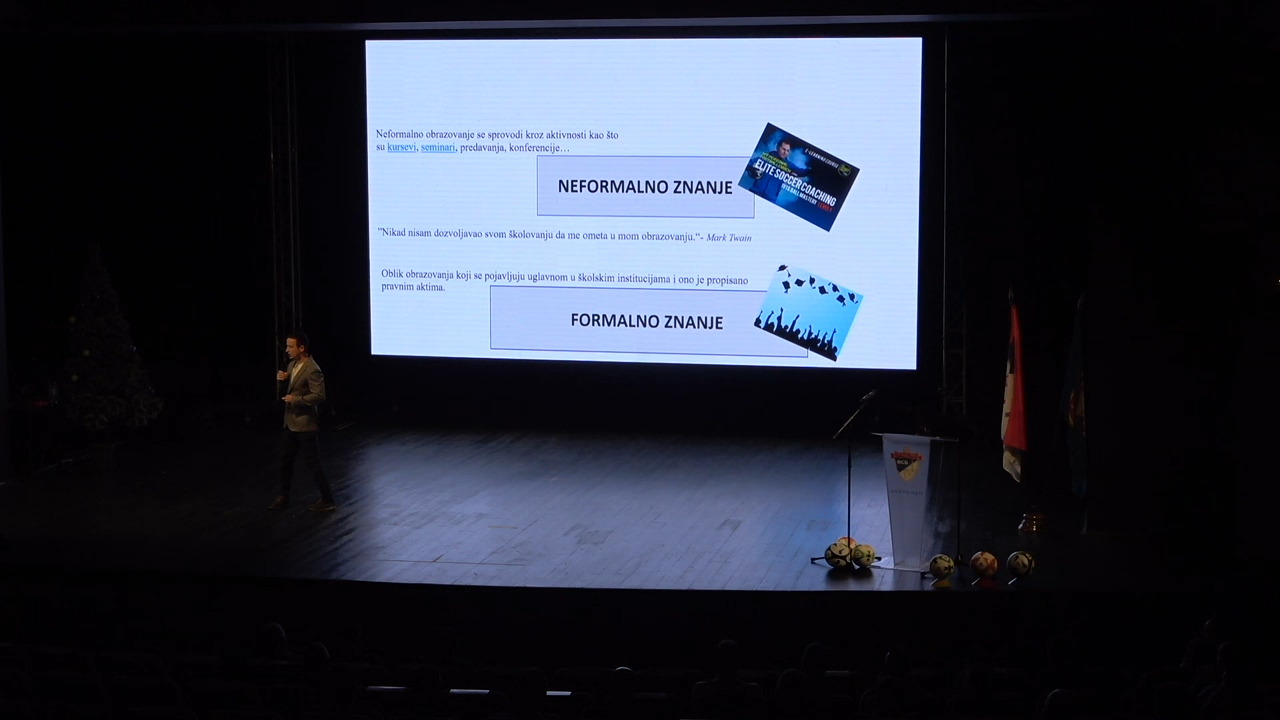 Neformalno obrazovanje se sprovodi kroz aktivnosti kao što
su kursevi, seminari, predavanja, konferencije…
NEFORMALNO ZNANJE
E-LEARNING COURSE
ELITE SOCCER COACHING
"Nikad nisam dozvoljavao svom školovanju da me ometa u mom obrazovanju."- Mark Twain
Oblik obrazovanja koji se pojavljuju uglavnom u školskim institucijama i ono je propisano
pravnim aktima.
FORMALNO ZNANJE